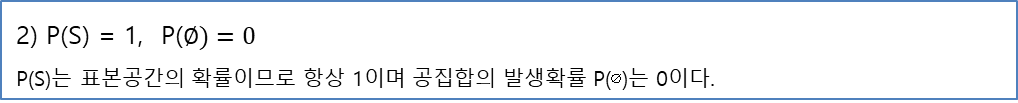 2) P(S) = 1,  P(∅) = 0
P(S)는 표본공간의 확률이므로 항상 1이며 공집합의 발생확률 P(∅)는 0이다.